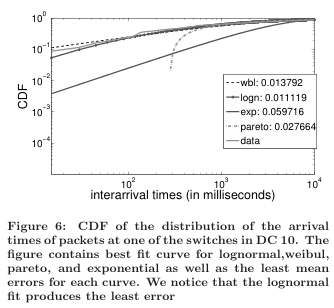 CDF
10^0
10^-1
10^-2
10^-3
10^-4
wbl: 0.013792
logn: 0.011119
exp: 0.059716
pareto: 0.027664
data
10^2
10^3
10^4
interarrival times (in milliseconds)
Figure 6: CDF of the distribution of the arrival
times of packets at one of the switches in DC 10. The
figure contains best fit curve for lognormal,weibul,
pareto, and exponential as well as the least mean
errors for each curve. We notice that the lognormal
fit produces the least error